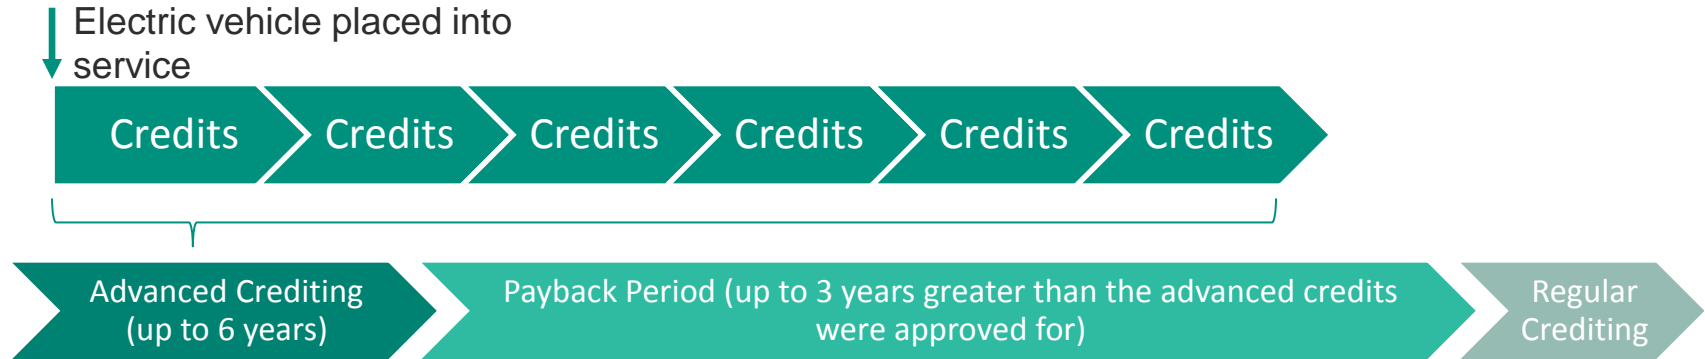 Electric vehicle placed into
service
Credits
Credits
Credits
Credits
Credits
Credits
Advanced Crediting
(up to 6 years)
Payback Period (up to 3 years greater than the advanced credits
were approved for)
Regular
Crediting